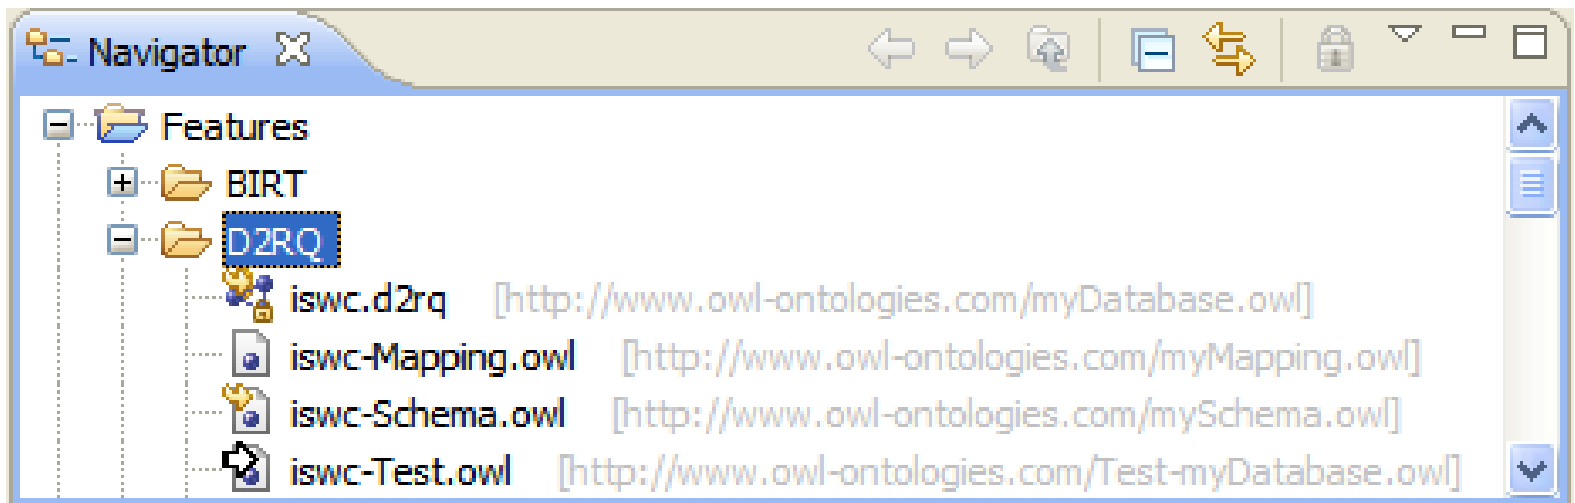 Navigator
Features
BIRT
D2RQ
iswc.d2rq [http://www.owl-ontologies.com/myDatabase.owl]
iswc-Mapping.owl [http://www.owl-ontologies.com/myMapping.owl]
iswc-Schema.owl [http://www.owl-ontologies.com/mySchema.owl]
iswc-Test.owl [http://www.owl-ontologies.com/Test-myDatabase.owl]